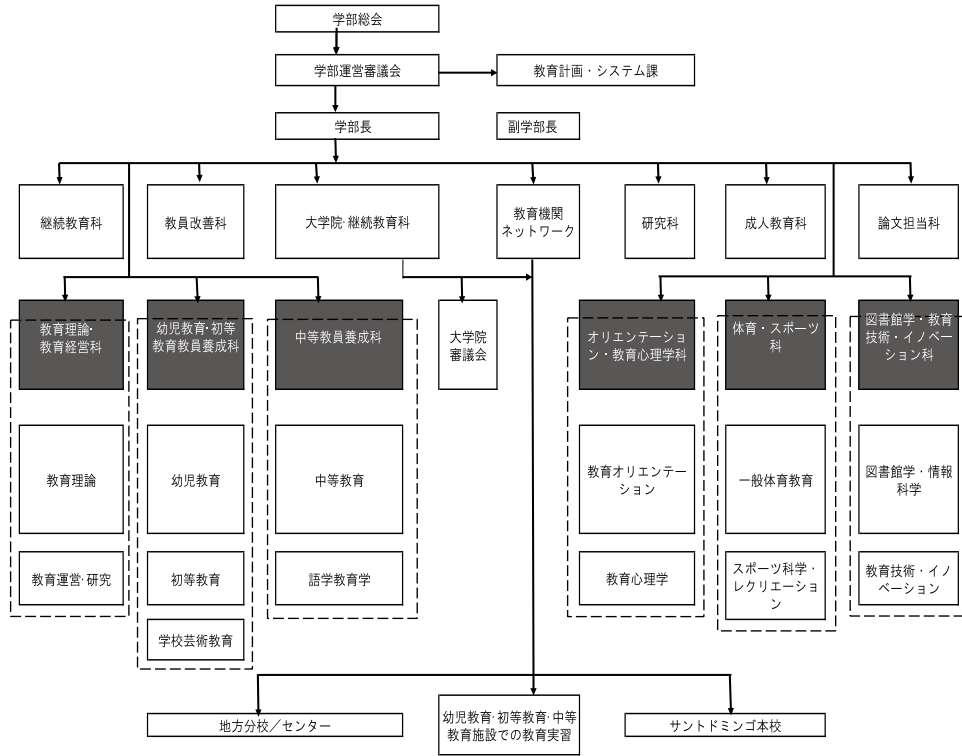 学部総会
学部運営審議会
教育計画・システム課
学部長
副学部長
継続教育科
教員改善科
大学院・継続教育科
教育機関
ネットワーク
研究科
成人教育科
論文担当科
教育理論・
教育経営科
幼児教育・初等
教育教員養成科
中等教員養成科
大学院
審議会
オリエンテーショ
ン・教育心理学科
体育・スポーツ
科
図書館学・教育
技術・イノベー
ション科
教育理論
幼児教育
中等教育
教育オリエンテー
ション
一般体育教育
図書館学・情報
科学
教育運営・研究
初等教育
語学教育学
教育心理学
スポーツ科学・
レクリエーショ
ン
教育技術・イノ
ベーション
学校芸術教育
地方分校／センター
幼児教育・初等教育・中等
教育施設での教育実習
サントドミンゴ本校